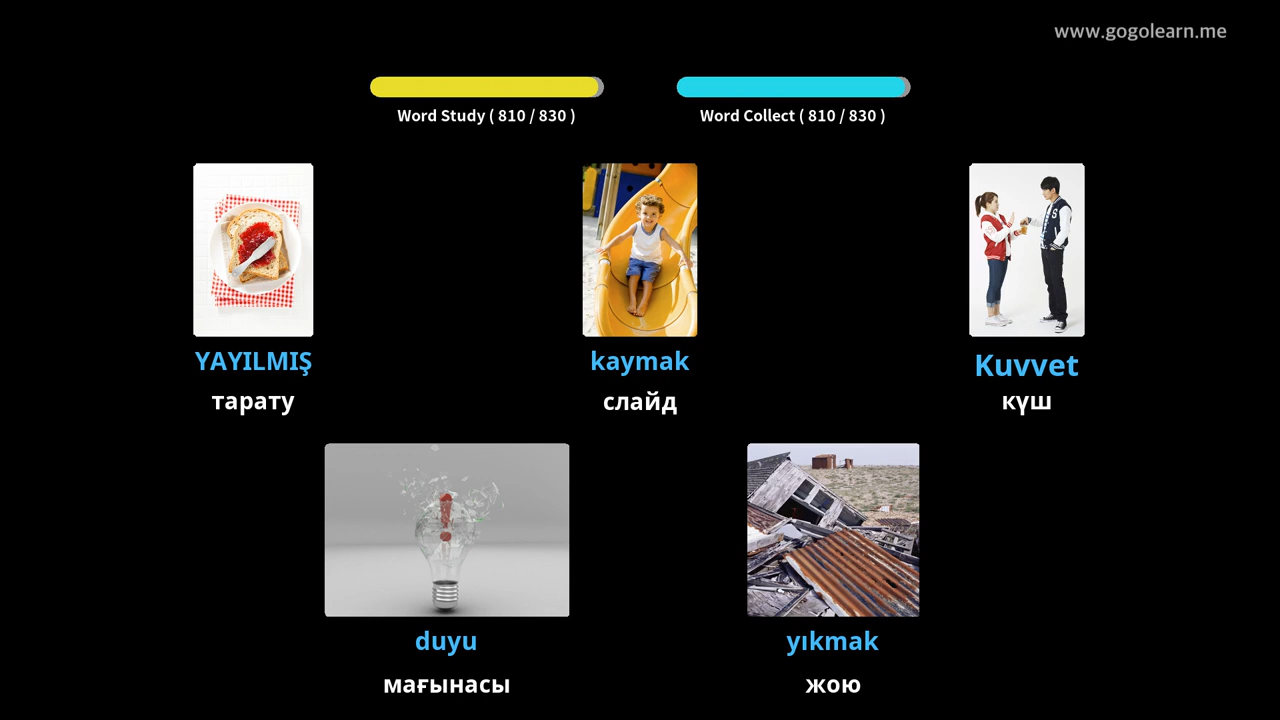 www.gogolearn.me
Word Study ( 810 / 830 )
Word Collect ( 810 / 830 )
YAYILMIŞ
kaymak
Kuvvet
тарату
слайд
күш
duyu
yıkmak
мағынасы
жою